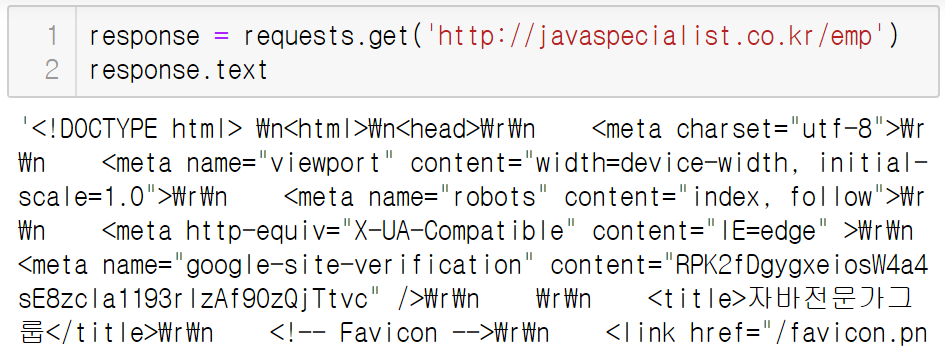 1 response = requests.get('http://javaspecialist.co.kr/emp')
2 response.text
'<!DOCTYPE html> ₩n<html>₩n<head>₩r₩n    <meta charset="utf-8">₩r
₩n    <meta name="viewport" content="width=device-width, initial-
scale=1.0">₩r₩n    <meta name="robots" content="index, follow">₩r
₩n    <meta http-equiv="X-UA-Compatible" content="IE=edge" >₩r₩n
<meta name="google-site-verification" content="RPK2fDgygxeiosW4a4
sE8zcla1193rlzAf90zQjTtvc" />₩r₩n    ₩r₩n    <title>자바전문가그
룹</title>₩r₩n    <!-- Favicon -->₩r₩n    <link href="/favicon.pn